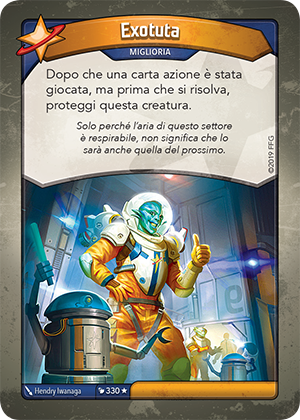 Exotuta
MIGLIORIA
Dopo che una carta azione è stata
giocata, ma prima che si risolva,
proteggi questa creatura.
Solo perché l'aria di questo settore
è respirabile, non significa che lo
sarà anche quella del prossimo.
©2019 FFG
Hendry Iwanaga
330